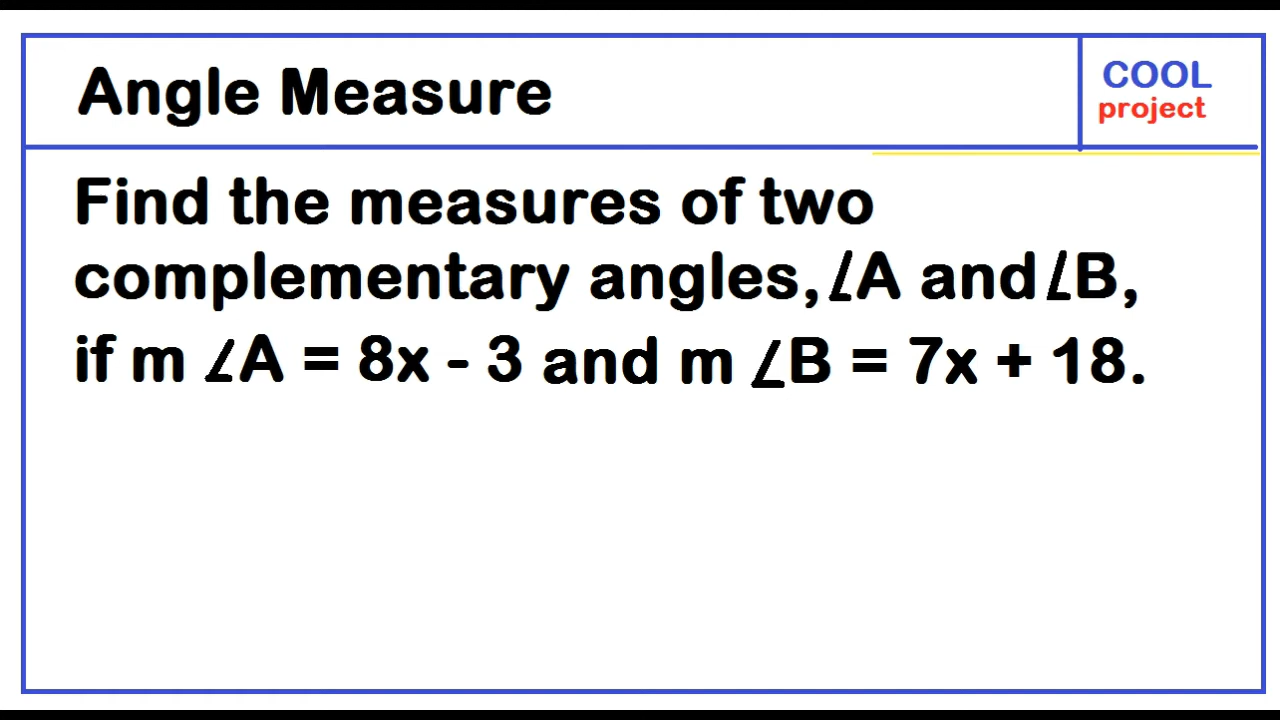 Angle Measure
COOL
project
Find the measures of two
complementary angles, ∠A and ∠B,
if m ∠A = 8x - 3 and m ∠B = 7x + 18.